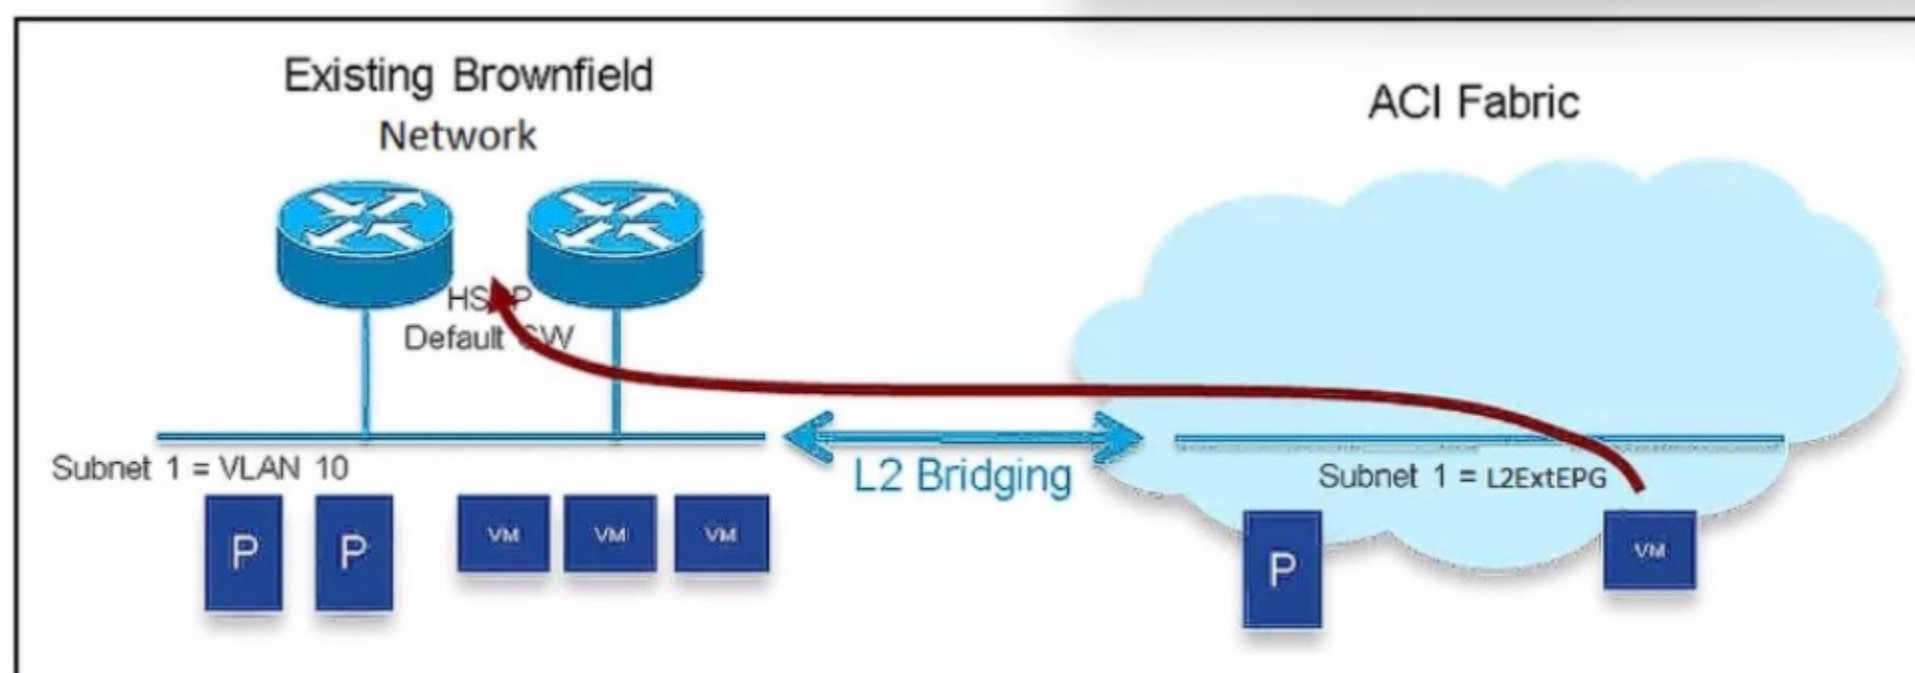 Existing Brownfield
Network
ACI Fabric
Default
Subnet 1 = VLAN 10
L2 Bridging
Subnet 1 = L2ExtEPG
P
P
VM
VM
VM
P
VM